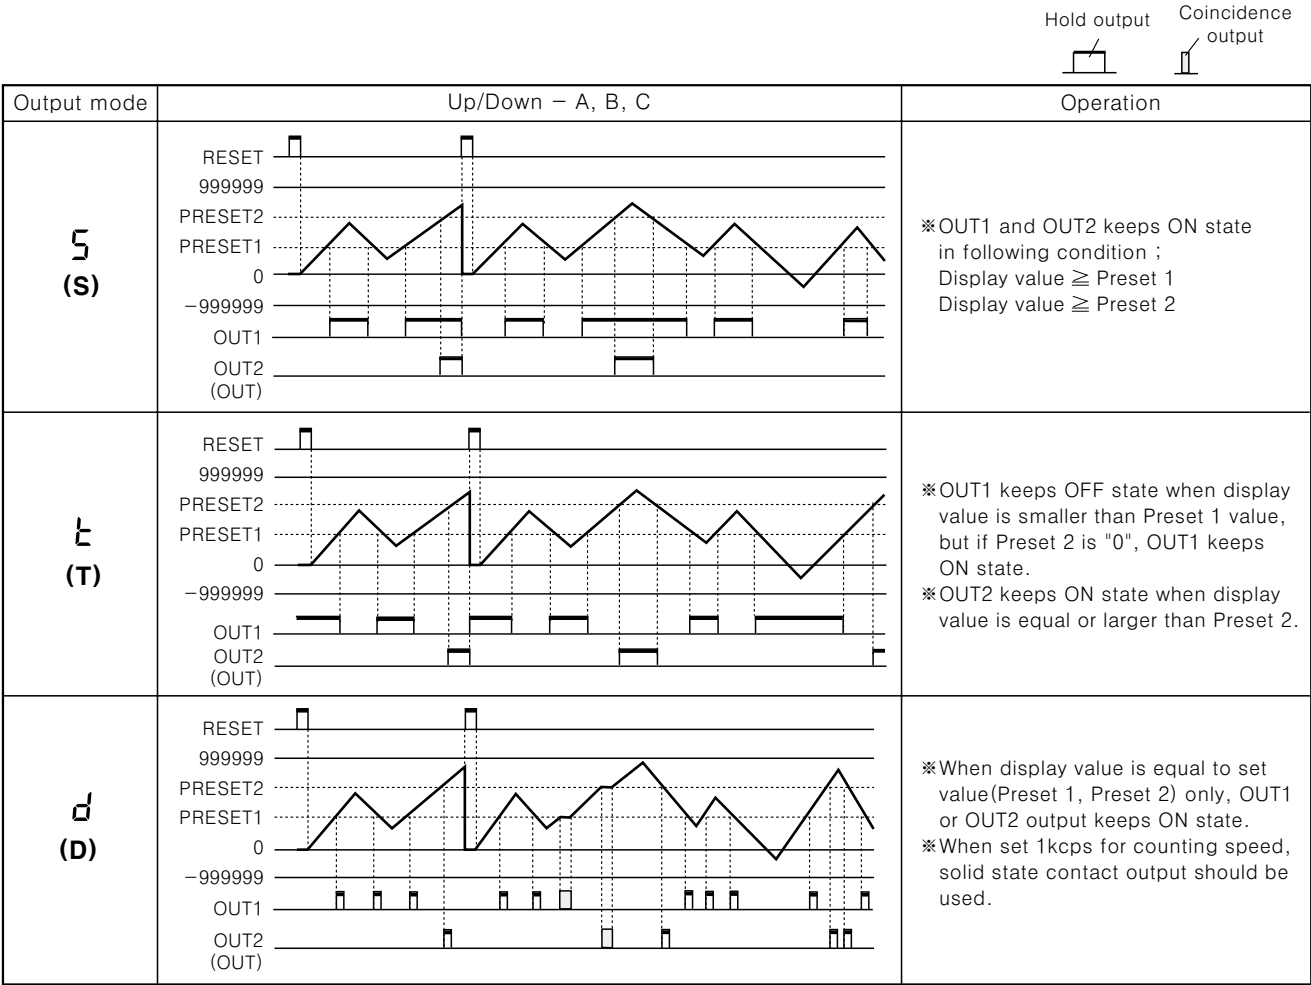 Hold output
Coincidence
output
Output mode
Up/Down − A, B, C
Operation
S
(S)
RESET
999999
PRESET2
PRESET1
0
−999999
OUT1
OUT2
(OUT)
※OUT1 and OUT2 keeps ON state
in following condition ;
Display value ≧ Preset 1
Display value ≧ Preset 2
t
(T)
RESET
999999
PRESET2
PRESET1
0
−999999
OUT1
OUT2
(OUT)
※OUT1 keeps OFF state when display
value is smaller than Preset 1 value,
but if Preset 2 is "0", OUT1 keeps
ON state.
※OUT2 keeps ON state when display
value is equal or larger than Preset 2.
d
(D)
RESET
999999
PRESET2
PRESET1
0
−999999
OUT1
OUT2
(OUT)
※When display value is equal to set
value(Preset 1, Preset 2) only, OUT1
or OUT2 output keeps ON state.
※When set 1kcps for counting speed,
solid state contact output should be
used.